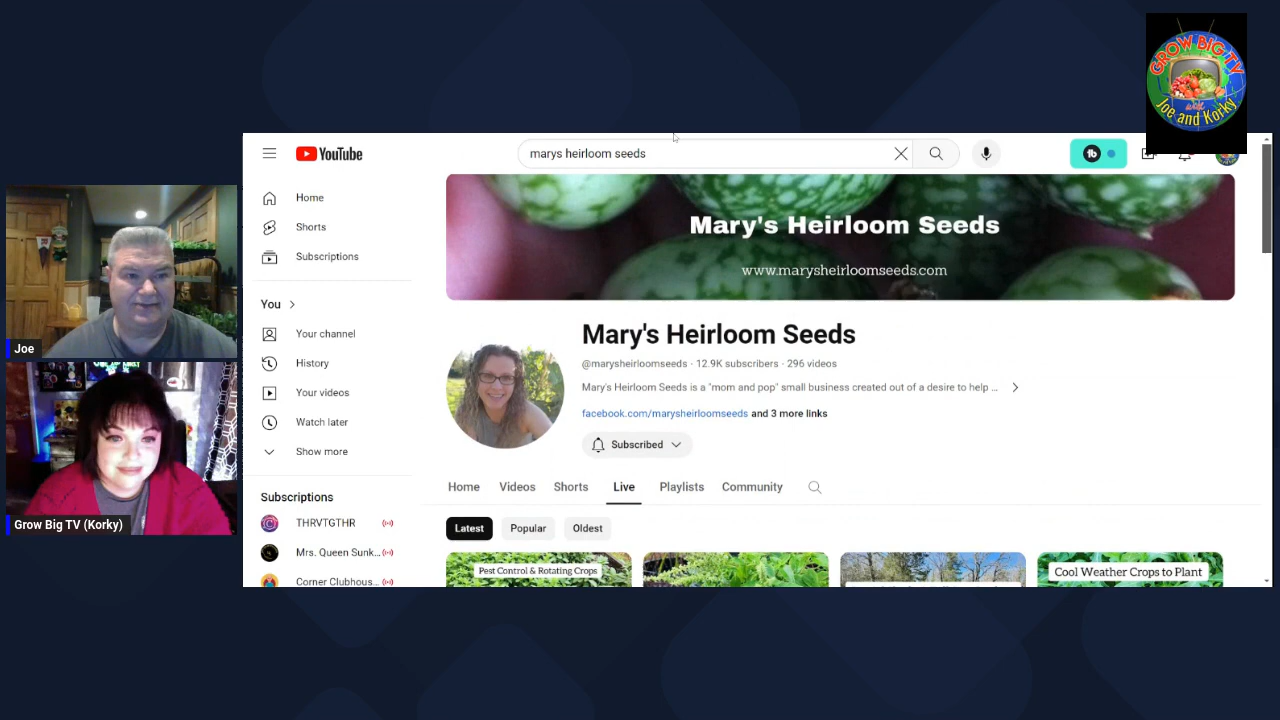 GROW BIG TV
with
Joe and Korky
YouTube
marys heirloom seeds
Home
Shorts
Subscriptions
You
Your channel
History
Your videos
Watch later
Show more
Subscriptions
THRVTGTHR
Mrs. Queen Sunk...
Corner Clubhous...
Mary's Heirloom Seeds
www.marysheirloomseeds.com
Mary's Heirloom Seeds
@marysheirloomseeds · 12.9K subscribers · 296 videos
Mary's Heirloom Seeds is a "mom and pop" small business created out of a desire to help ...
facebook.com/marysheirloomseeds and 3 more links
Subscribed
Home Videos Shorts Live Playlists Community
Latest Popular Oldest
Pest Control & Rotating Crops
Cool Weather Crops to Plant
Joe
Grow Big TV (Korky)